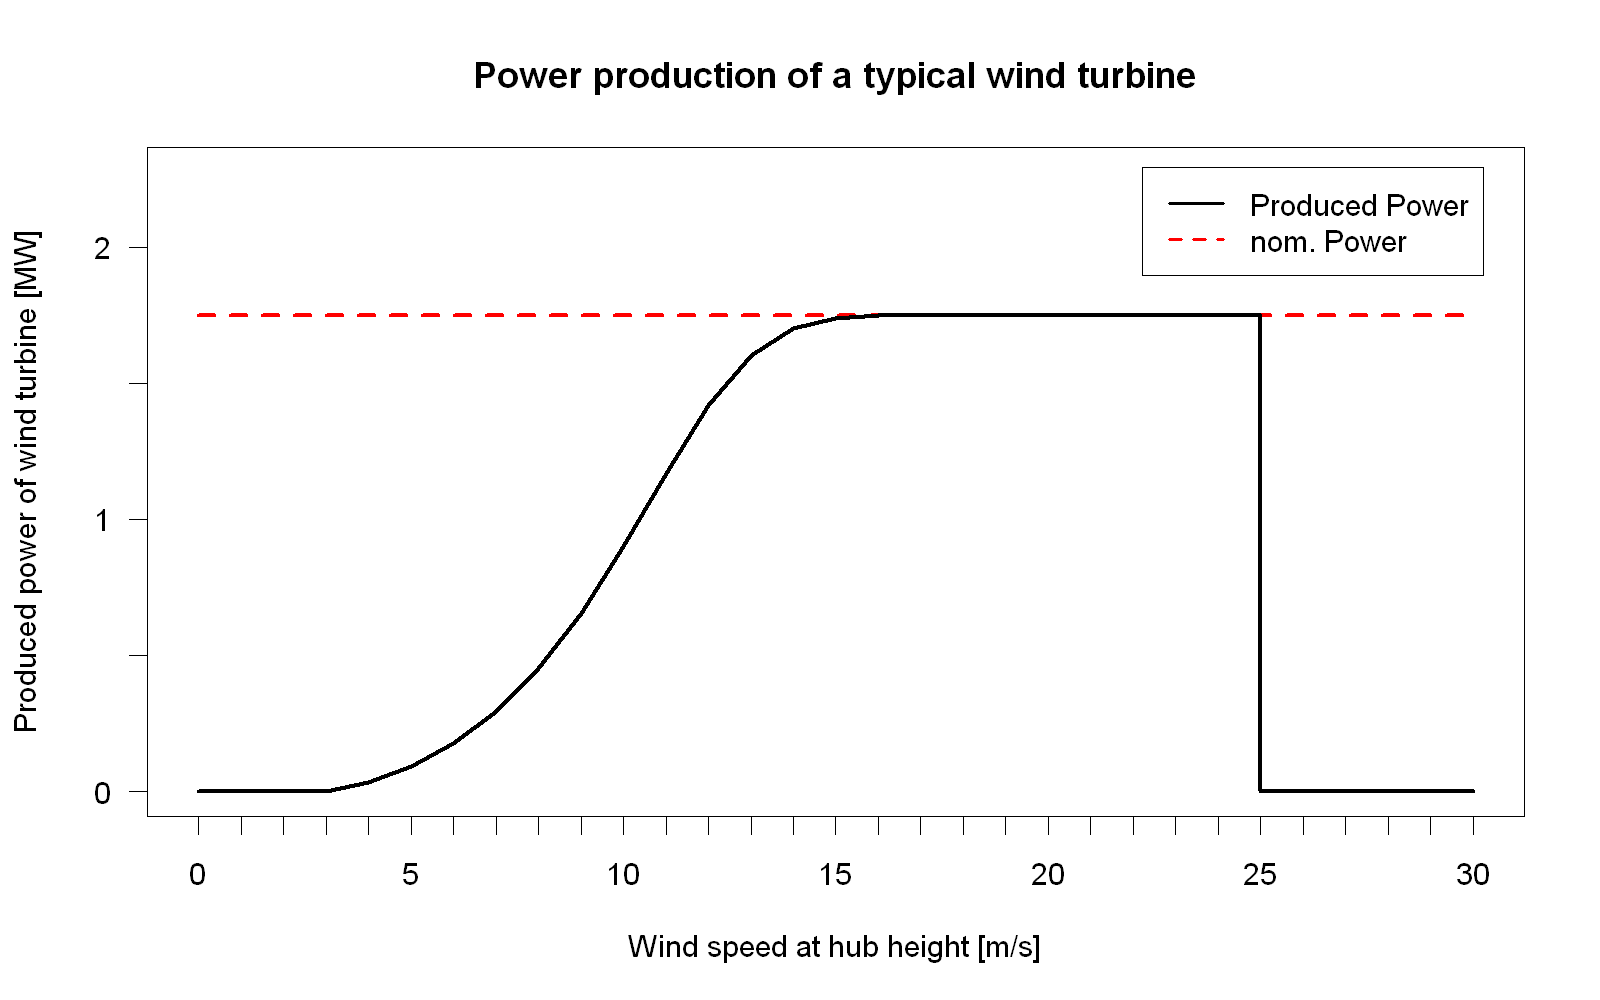 Power production of a typical wind turbine
Produced Power
nom. Power
Produced power of wind turbine [MW]
2
1
0
0 5 10 15 20 25 30
Wind speed at hub height [m/s]